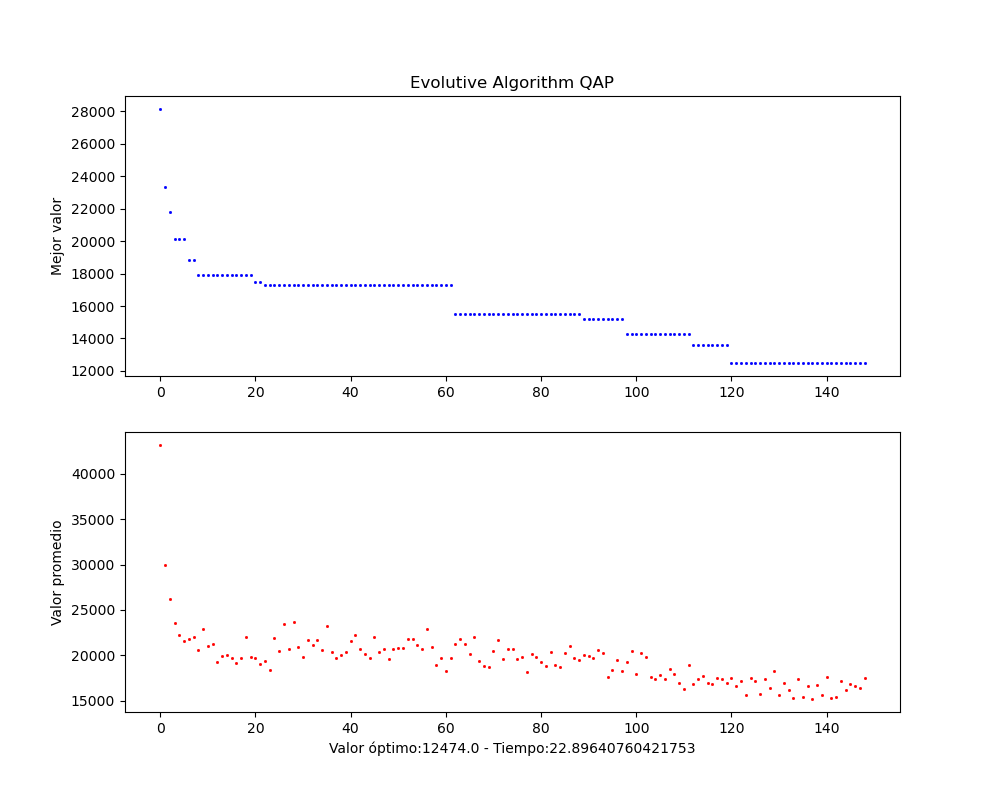 Evolutive Algorithm QAP
Mejor valor
28000
26000
24000
22000
20000
18000
16000
14000
12000
0 20 40 60 80 100 120 140
Valor promedio
40000
35000
30000
25000
20000
15000
0 20 40 60 80 100 120 140
Valor óptimo:12474.0 - Tiempo:22.89640760421753